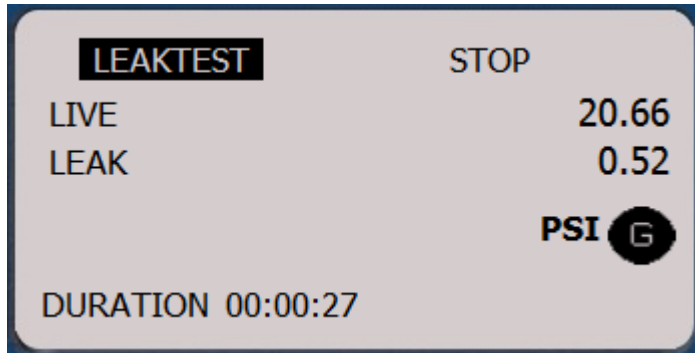 LEAKTEST STOP
LIVE 20.66
LEAK 0.52
PSI G
DURATION 00:00:27